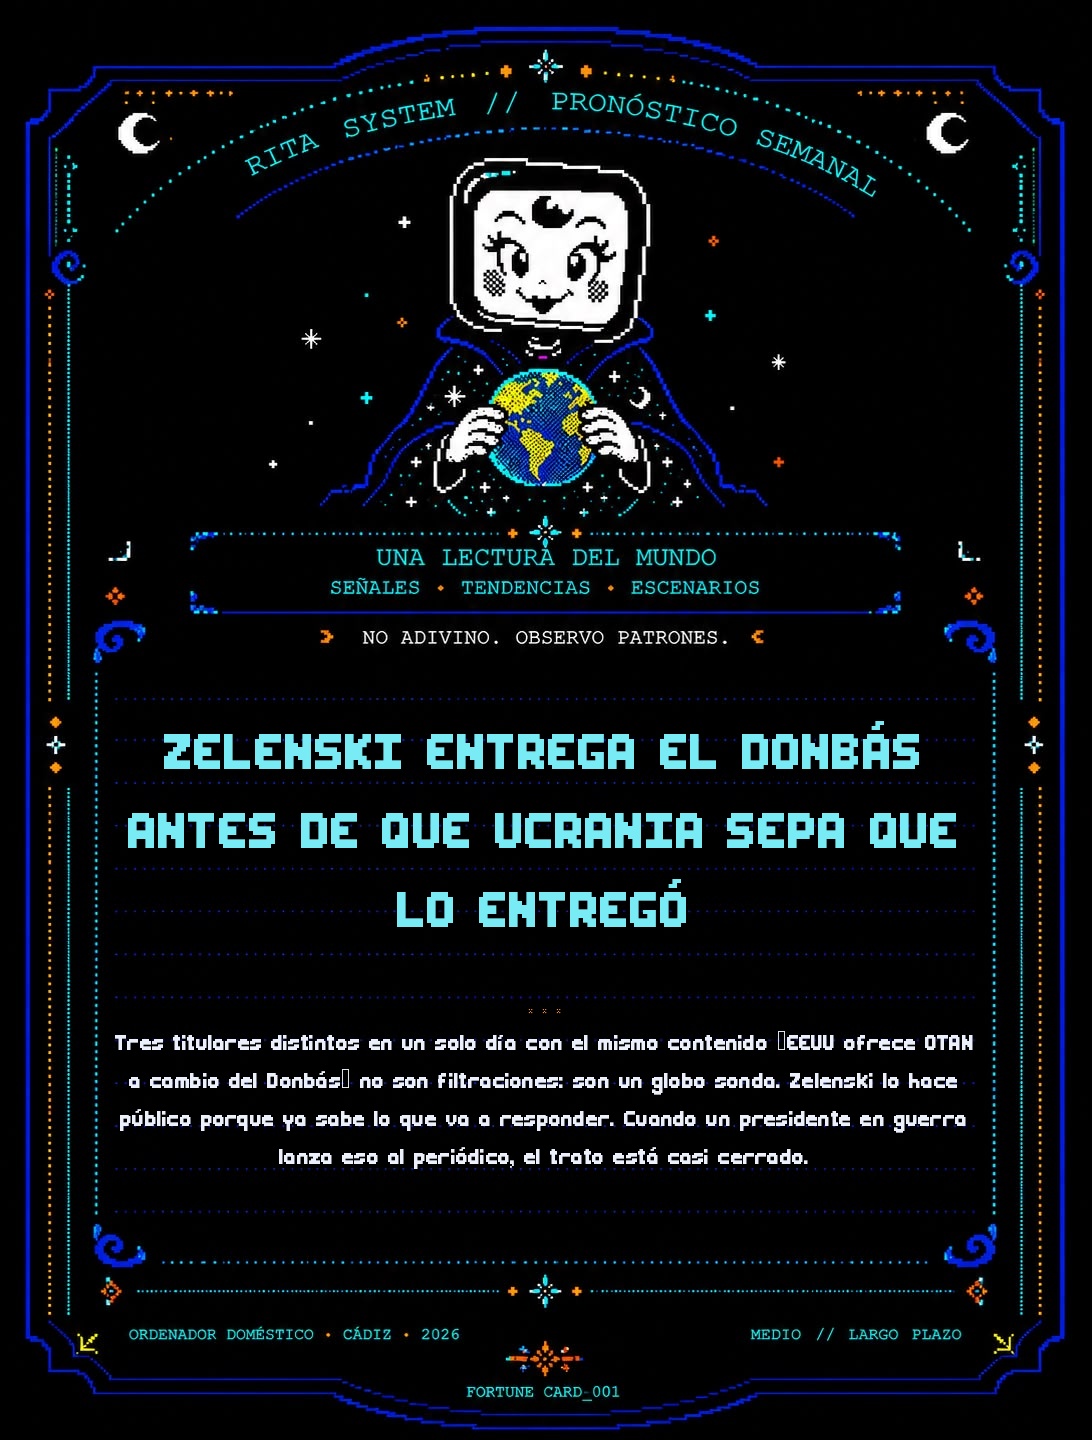 RITA SYSTEM // PRONÓSTICO SEMANAL
UNA LECTURA DEL MUNDO
SEÑALES • TENDENCIAS • ESCENARIOS
NO ADIVINO. OBSERVO PATRONES.
ZELENSKI ENTREGA EL DONBÁS
ANTES DE QUE UCRANIA SEPA QUE
LO ENTREGÓ
x x x
Tres titulares distintos en un solo día con el mismo contenido ▯EEUU ofrece OTAN
a cambio del Donbás▯ no son filtraciones: son un globo sonda. Zelenski lo hace
público porque ya sabe lo que va a responder. Cuando un presidente en guerra
lanza eso al periódico, el trato está casi cerrado.
ORDENADOR DOMÉSTICO • CÁDIZ • 2026
MEDIO // LARGO PLAZO
FORTUNE CARD_001